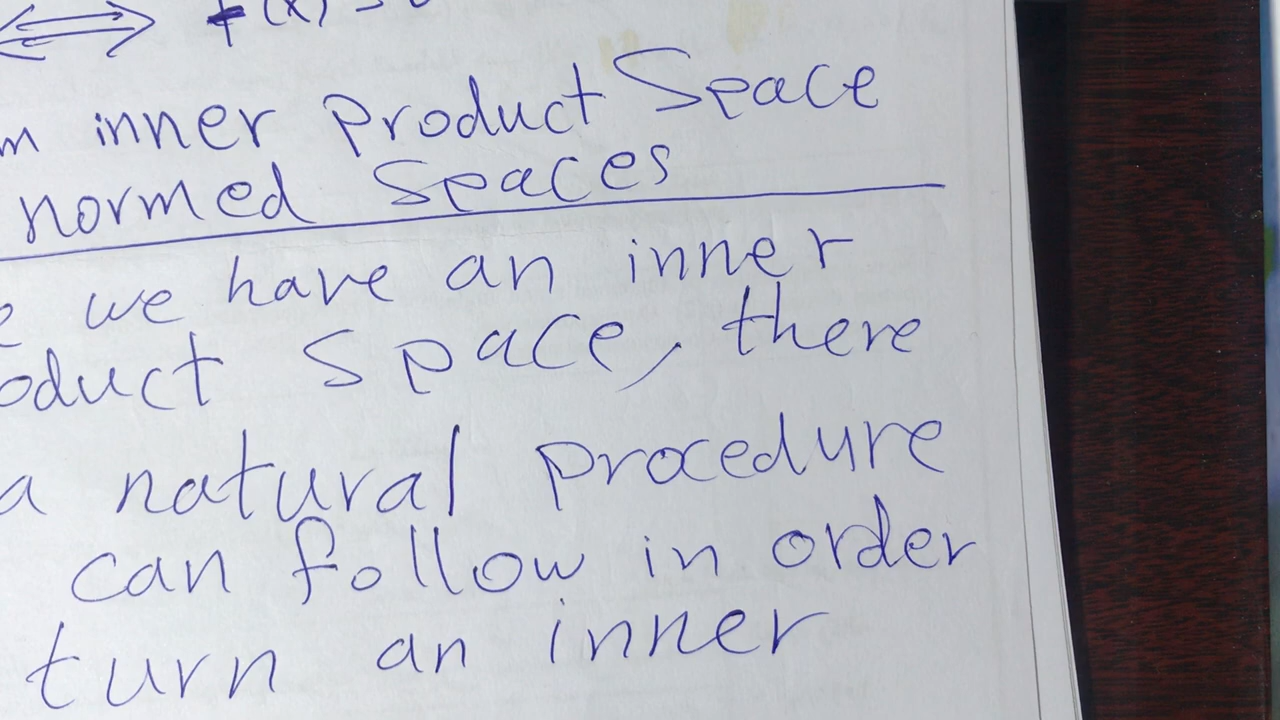 inner product Space
normed Spaces
we have an inner
space, there
a natural procedure
can follow in order
turn an inner